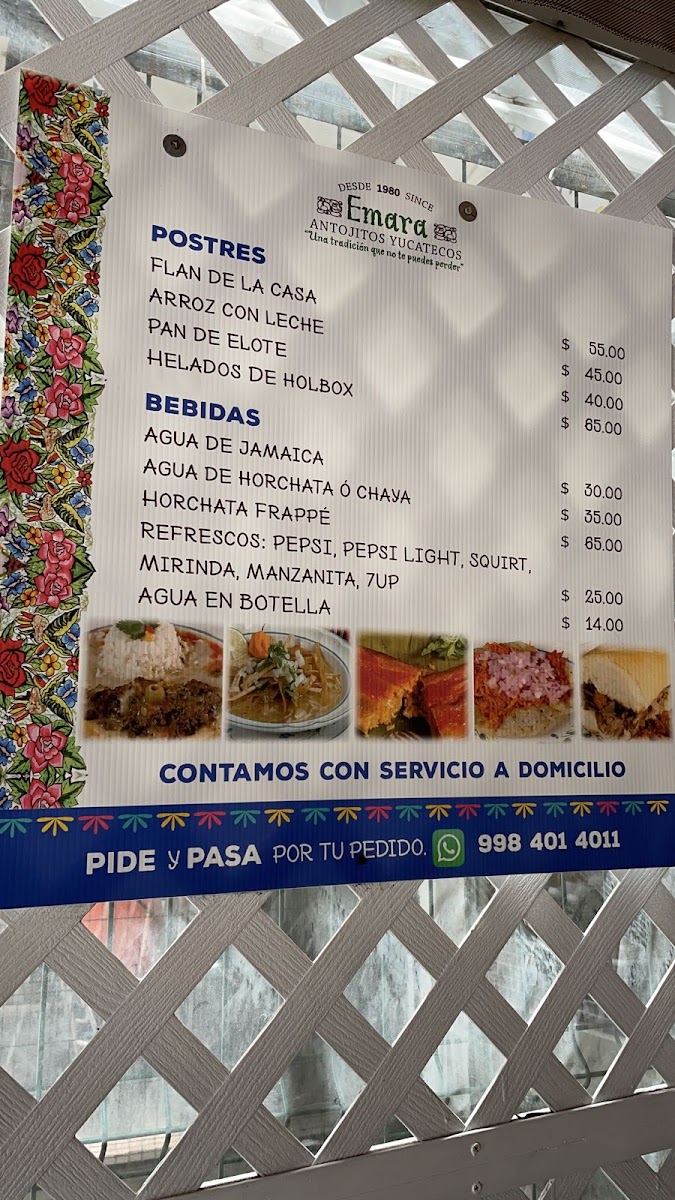 DESDE 1980 SINCE
Emara
ANTOJITOS YUCATECOS
"Una tradición que no te puedes perder"
POSTRES
FLAN DE LA CASA $ 55.00
ARROZ CON LECHE $ 45.00
PAN DE ELOTE $ 40.00
HELADOS DE HOLBOX $ 65.00
BEBIDAS
AGUA DE JAMAICA $ 30.00
AGUA DE HORCHATA Ó CHAYA $ 35.00
HORCHATA FRAPPÉ $ 65.00
REFRESCOS: PEPSI, PEPSI LIGHT, SQUIRT,
MIRINDA, MANZANITA, 7UP $ 25.00
AGUA EN BOTELLA $ 14.00
CONTAMOS CON SERVICIO A DOMICILIO
PIDE y PASA POR TU PEDIDO. 998 401 4011